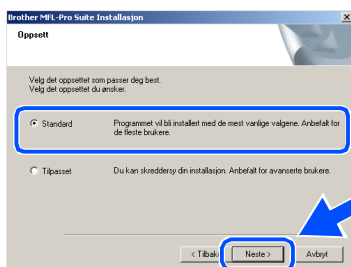 Brother MFL-Pro Suite Installasjon
Oppsett
Velg det oppsettet som passer deg best.
Velg det oppsettet du ønsker.
Standard
Programmet vil bli installert med de mest vanlige valgene. Anbefalt for
de fleste brukere.
Tilpasset
Du kan skreddersy din installasjon. Anbefalt for avanserte brukere.
< Tilbake
Neste >
Avbryt